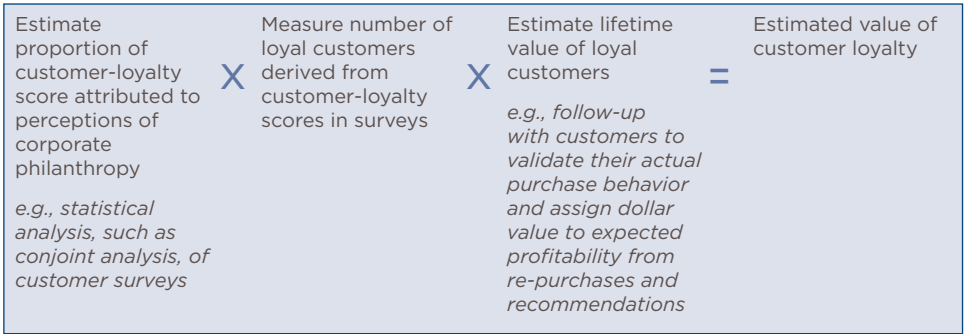 Estimate
proportion of
customer-loyalty
score attributed to
perceptions of
corporate
philanthropy
e.g., statistical
analysis, such as
conjoint analysis, of
customer surveys
X
Measure number of
loyal customers
derived from
customer-loyalty
scores in surveys
X
Estimate lifetime
value of loyal
customers
e.g., follow-up
with customers to
validate their actual
purchase behavior
and assign dollar
value to expected
profitability from
re-purchases and
recommendations
=
Estimated value of
customer loyalty